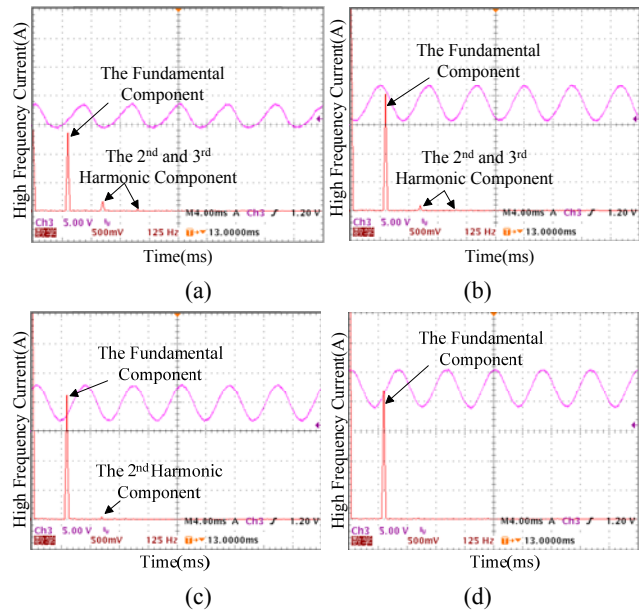 High Frequency Current(A)
The Fundamental
Component
The 2nd and 3rd
Harmonic Component
M4.00ms A Ch3 ∫ 1.20 V
Ch3 5.00 V
500mV 125 Hz 13.0000ms
Time(ms)
(a)
High Frequency Current(A)
The Fundamental
Component
The 2nd and 3rd
Harmonic Component
M4.00ms A Ch3 ∫ 1.20 V
Ch3 5.00 V
500mV 125 Hz 13.0000ms
Time(ms)
(b)
High Frequency Current(A)
The Fundamental
Component
The 2nd Harmonic
Component
M4.00ms A Ch3 ∫ 1.20 V
Ch3 5.00 V
500mV 125 Hz 13.0000ms
Time(ms)
(c)
High Frequency Current(A)
The Fundamental
Component
M4.00ms A Ch3 ∫ 1.20 V
Ch3 5.00 V
500mV 125 Hz 13.0000ms
Time(ms)
(d)